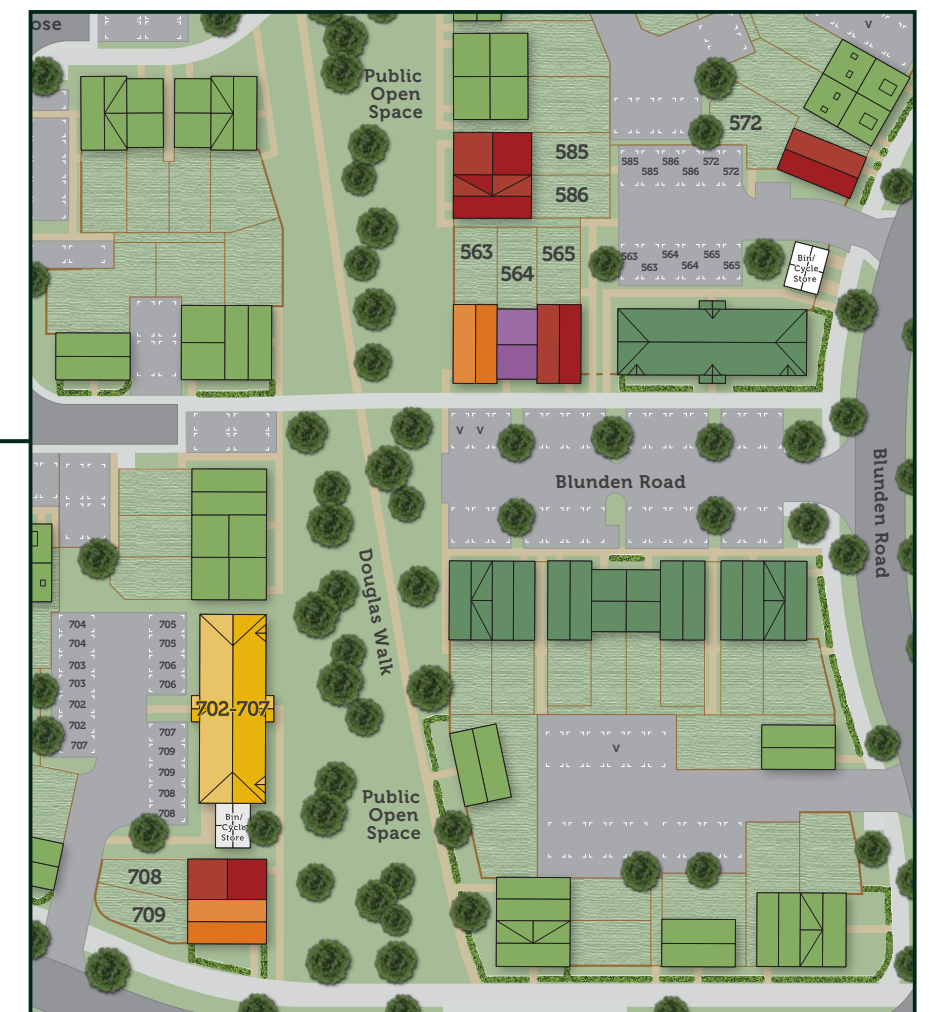 ose
V
Public
Open
Space
572
585
586
585 586 572
585 586 572
563
564
565
563 564 565
563 564 565
Bin/
Cycle
Store
V V
Blunden Road
Blunden Road
Douglas Walk
704
704
703
703
702
702
707
705
705
706
706
702-707
707
709
709
708
708
V
Bin/
Cycle
Store
Public
Open
Space
708
709